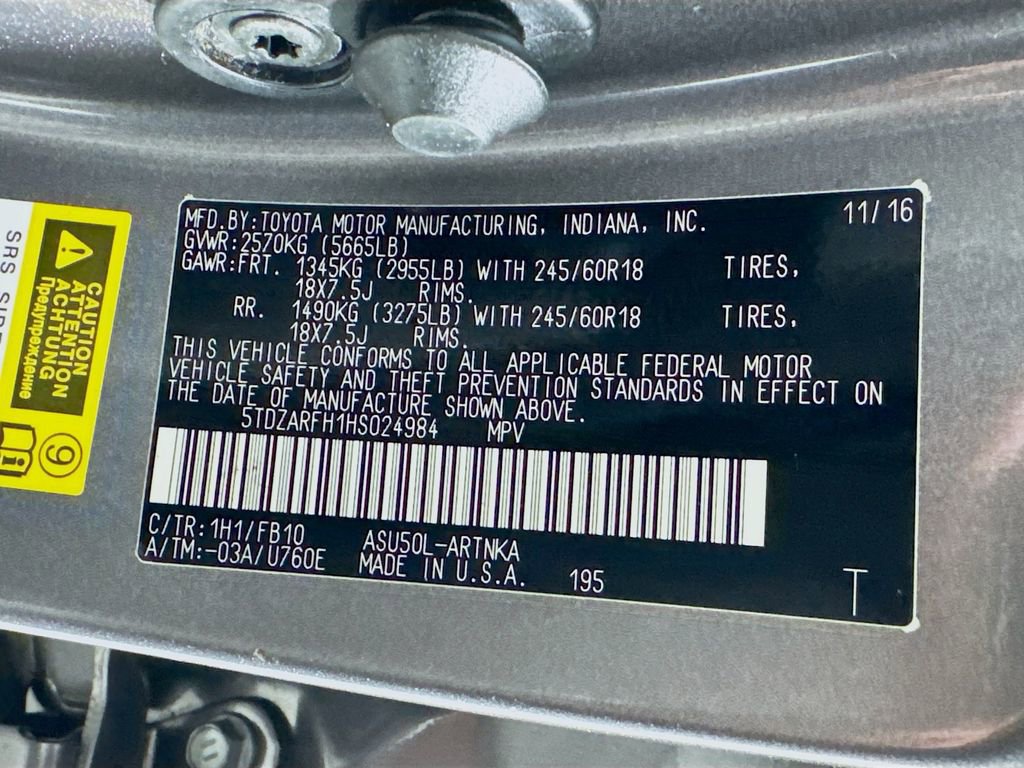 MFD.BY:TOYOTA MOTOR MANUFACTURING, INDIANA, INC. 11/16
GVWR:2570KG (5665LB)
GAWR:FRT. 1345KG (2955LB) WITH 245/60R18 TIRES,
18X7.5J RIMS.
RR. 1490KG (3275LB) WITH 245/60R18 TIRES,
18X7.5J RIMS.
THIS VEHICLE CONFORMS TO ALL APPLICABLE FEDERAL MOTOR
VEHICLE SAFETY AND THEFT PREVENTION STANDARDS IN EFFECT ON
THE DATE OF MANUFACTURE SHOWN ABOVE.
5TDZARFH1HS024984 MPV
C/TR:1H1/FB10 ASU50L-ARTNKA
A/TM:-03A/U760E MADE IN U.S.A. 195
T
CAUTION
ATTENTION
ACHTUNG
Предупреждение
9
SRS